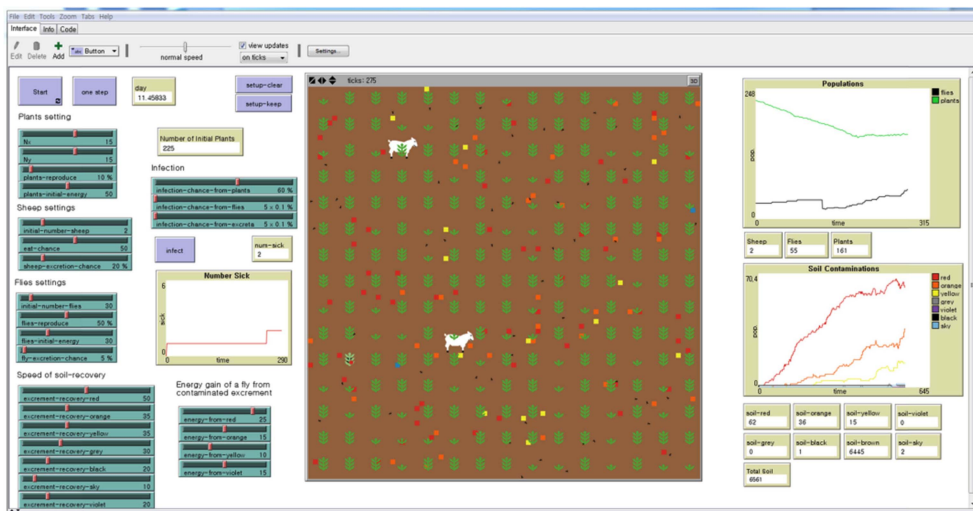 File Edit Tools Zoom Tabs Help
Interface Info Code
Edit Delete Add
Button
normal speed
view updates
on ticks
Settings...
Start
one step
day
11.45833
setup-clear
setup-keep
Plants setting
Nx 15
Ny 15
plants-reproduce 10 %
plants-initial-energy 50
Number of Initial Plants
225
Infection
infection-chance-from-plants 60 %
infection-chance-from-flies 5 x 0.1 %
infection-chance-from-excreta 5 x 0.1 %
Sheep settings
initial-number-sheep 2
eat-chance 50
sheep-excretion-chance 20 %
infect
num-sick
2
Flies settings
initial-number-flies 30
flies-reproduce 50 %
flies-initial-energy 30
fly-excretion-chance 5 %
Number Sick
6
sick
0
0 time 290
Speed of soil-recovery
excrement-recovery-red 50
excrement-recovery-orange 35
excrement-recovery-yellow 35
excrement-recovery-grey 30
excrement-recovery-black 20
excrement-recovery-sky 10
excrement-recovery-violet 20
Energy gain of a fly from
contaminated excrement
energy-from-red 25
energy-from-orange 15
energy-from-yellow 10
energy-from-violet 15
ticks: 275
3D
Populations
248
pop.
0
0 time 315
flies
plants
Sheep
2
Flies
55
Plants
161
Soil Contaminations
70.4
pop.
0
0 time 645
red
orange
yellow
grey
violet
black
sky
soil-red
62
soil-orange
36
soil-yellow
15
soil-violet
0
soil-grey
0
soil-black
1
soil-brown
6445
soil-sky
2
Total Soil
6561